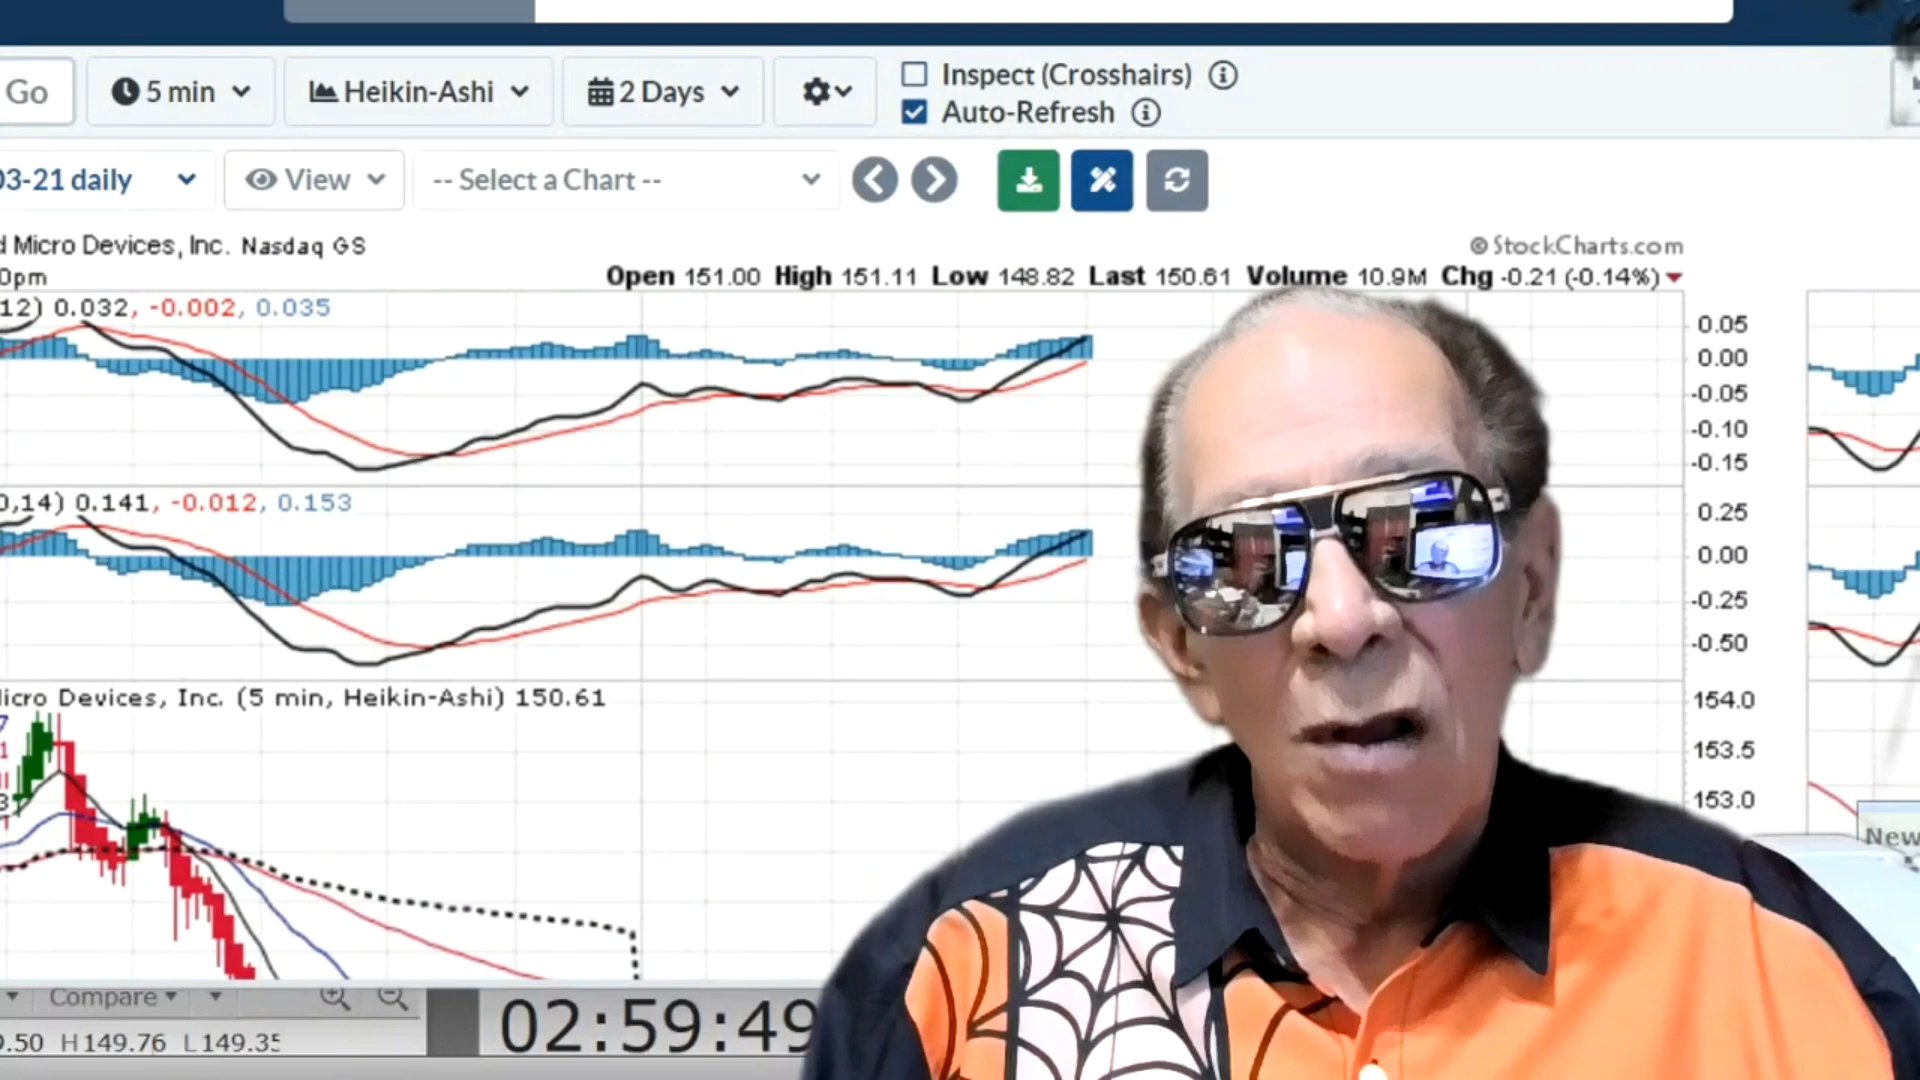 Go 5 min Heikin-Ashi 2 Days
Inspect (Crosshairs)
Auto-Refresh
03-21 daily View -- Select a Chart --
d Micro Devices, Inc. Nasdaq GS
© StockCharts.com
0pm
Open 151.00 High 151.11 Low 148.82 Last 150.61 Volume 10.9M Chg -0.21 (-0.14%)
12) 0.032, -0.002, 0.035
0.05
0.00
-0.05
-0.10
-0.15
0,14) 0.141, -0.012, 0.153
0.25
0.00
-0.25
-0.50
icro Devices, Inc. (5 min, Heikin-Ashi) 150.61
154.0
153.5
153.0
New
Compare
9.50 H149.76 L149.35
02:59:49